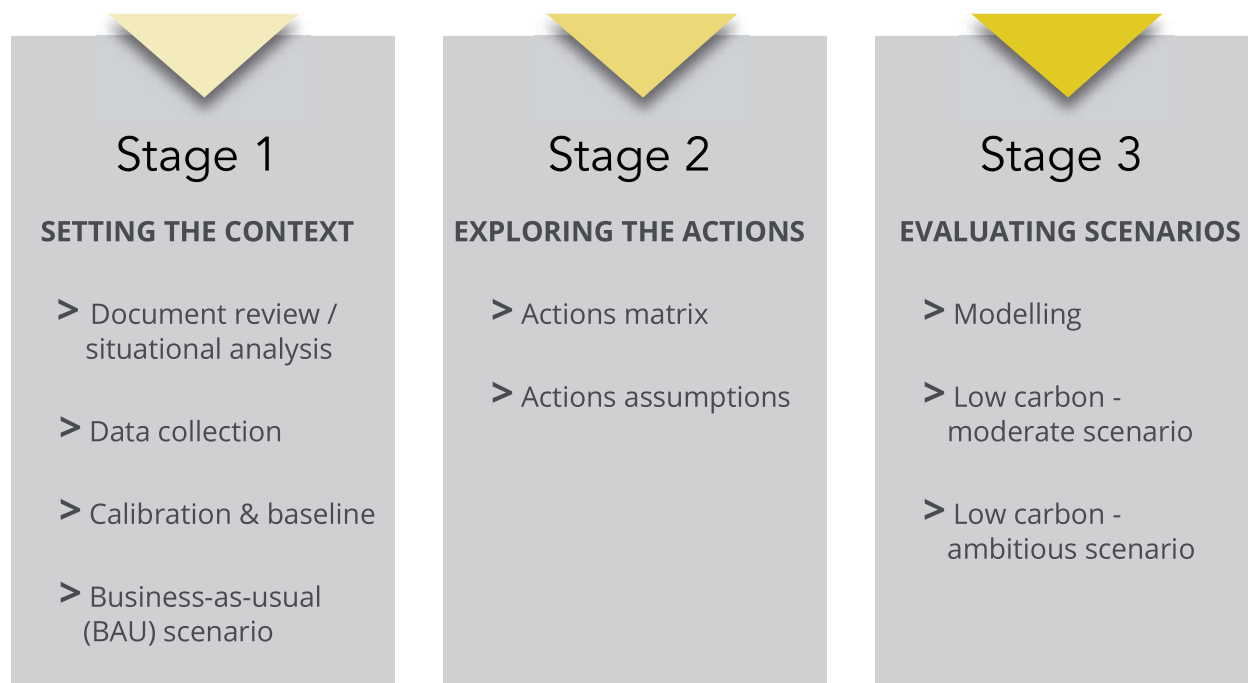 Stage 1
SETTING THE CONTEXT
> Document review /
situational analysis
> Data collection
> Calibration & baseline
> Business-as-usual
(BAU) scenario
Stage 2
EXPLORING THE ACTIONS
> Actions matrix
> Actions assumptions
Stage 3
EVALUATING SCENARIOS
> Modelling
> Low carbon -
moderate scenario
> Low carbon -
ambitious scenario